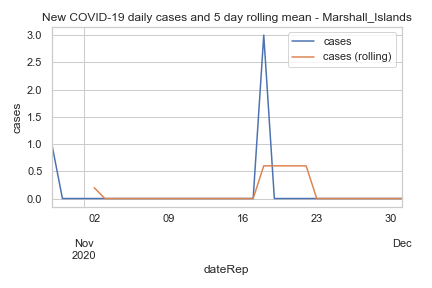 New COVID-19 daily cases and 5 day rolling mean - Marshall_Islands
cases
cases (rolling)
cases
3.0
2.5
2.0
1.5
1.0
0.5
0.0
02 09 16 23 30
Nov Dec
2020
dateRep